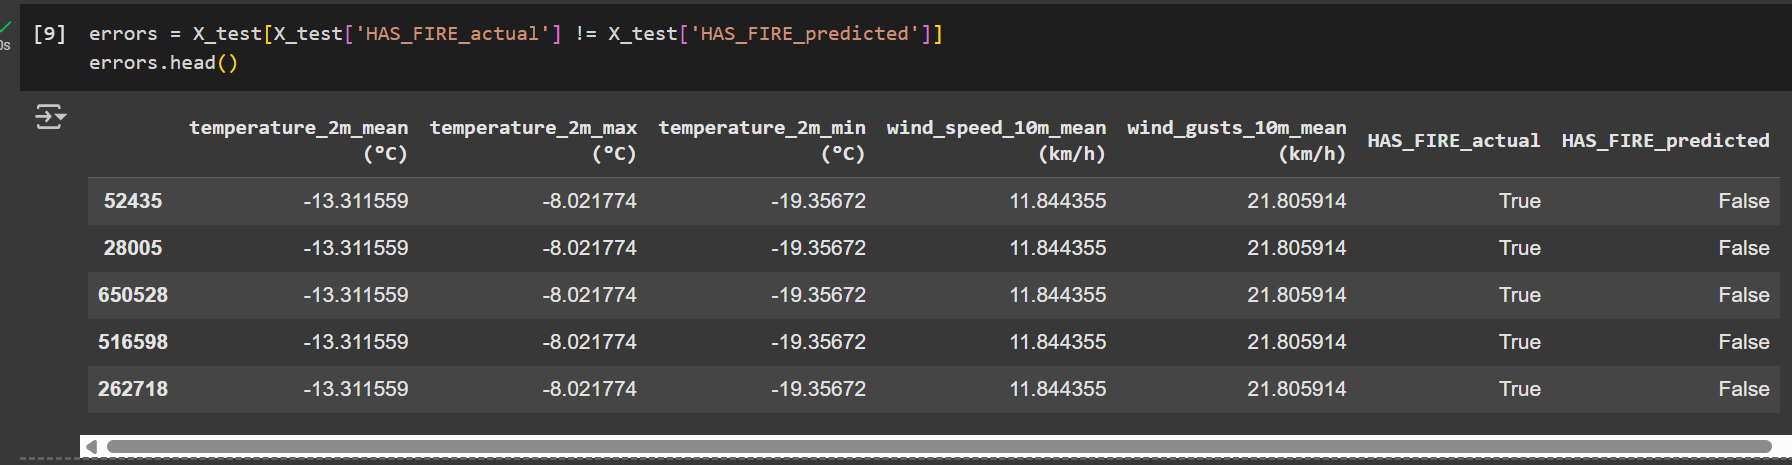 [9] errors = X_test[X_test['HAS_FIRE_actual'] != X_test['HAS_FIRE_predicted']]
0s
errors.head()
temperature_2m_mean (°C) temperature_2m_max (°C) temperature_2m_min (°C) wind_speed_10m_mean (km/h) wind_gusts_10m_mean (km/h) HAS_FIRE_actual HAS_FIRE_predicted
52435 -13.311559 -8.021774 -19.35672 11.844355 21.805914 True False
28005 -13.311559 -8.021774 -19.35672 11.844355 21.805914 True False
650528 -13.311559 -8.021774 -19.35672 11.844355 21.805914 True False
516598 -13.311559 -8.021774 -19.35672 11.844355 21.805914 True False
262718 -13.311559 -8.021774 -19.35672 11.844355 21.805914 True False